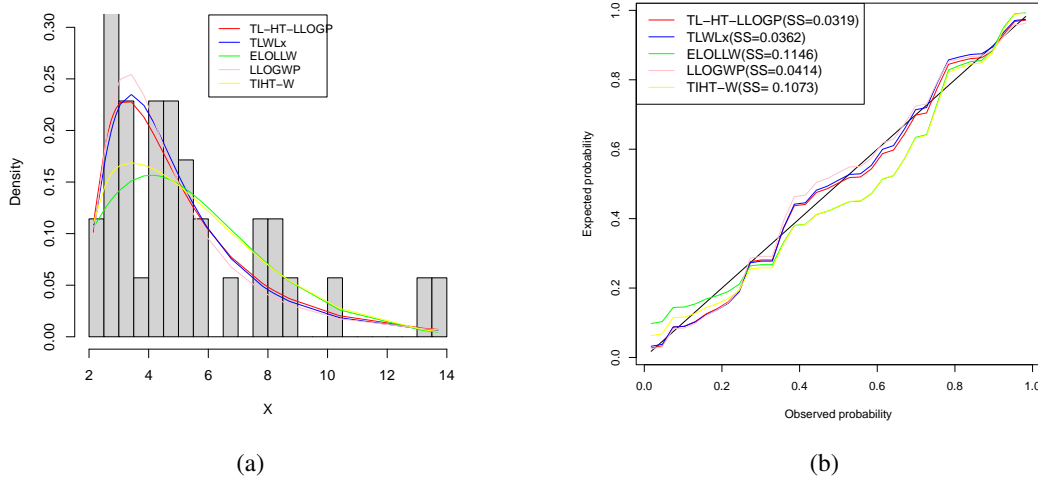 TL−HT−LLOGP
TLWLx
ELOLLW
LLOGWP
TIHT−W
Density
0.00 0.05 0.10 0.15 0.20 0.25 0.30
2 4 6 8 10 12 14
X
(a)
TL−HT−LLOGP(SS=0.0319)
TLWLx(SS=0.0362)
ELOLLW(SS=0.1146)
LLOGWP(SS=0.0414)
TIHT−W(SS= 0.1073)
Expected probability
0.0 0.2 0.4 0.6 0.8 1.0
0.0 0.2 0.4 0.6 0.8 1.0
Observed probability
(b)